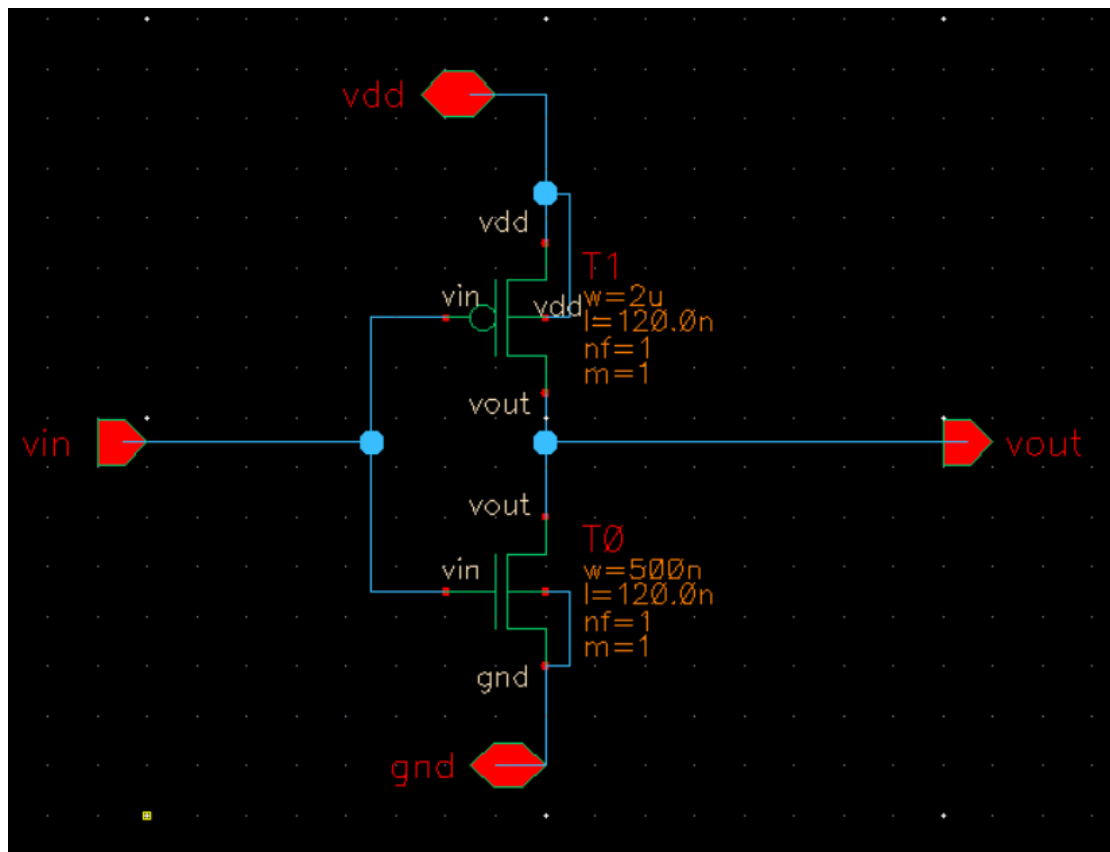 vdd
vdd
T1
vin
vdd
w=2u
l=120.0n
nf=1
m=1
vout
vin
vout
vout
T0
vin
w=500n
l=120.0n
nf=1
m=1
gnd
gnd